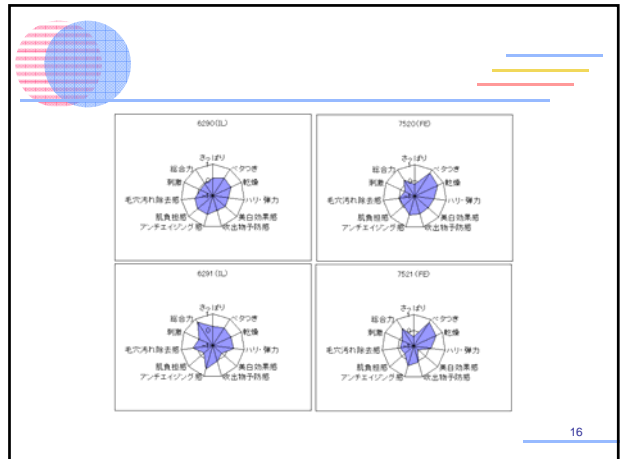 6290(IL)
さっぱり
総合力
ベタつき
刺激
乾燥
毛穴汚れ除去感
ハリ・弾力
肌負担感
美白効果感
アンチエイジング感
吹出物予防感
7520(FE)
さっぱり
総合力
ベタつき
刺激
乾燥
毛穴汚れ除去感
ハリ・弾力
肌負担感
美白効果感
アンチエイジング感
吹出物予防感
6291(IL)
さっぱり
総合力
ベタつき
刺激
乾燥
毛穴汚れ除去感
ハリ・弾力
肌負担感
美白効果感
アンチエイジング感
吹出物予防感
7521(FE)
さっぱり
総合力
ベタつき
刺激
乾燥
毛穴汚れ除去感
ハリ・弾力
肌負担感
美白効果感
アンチエイジング感
吹出物予防感
16